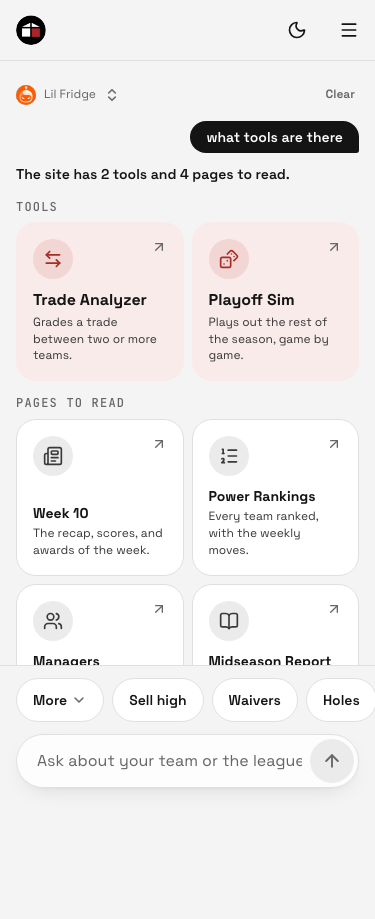 Lil Fridge
Clear
what tools are there
The site has 2 tools and 4 pages to read.
TOOLS
Trade Analyzer
Grades a trade
between two or more
teams.
Playoff Sim
Plays out the rest of
the season, game by
game.
PAGES TO READ
Week 10
The recap, scores, and
awards of the week.
Power Rankings
Every team ranked,
with the weekly
moves.
Managers
Midseason Report
More
Sell high
Waivers
Holes
Ask about your team or the league